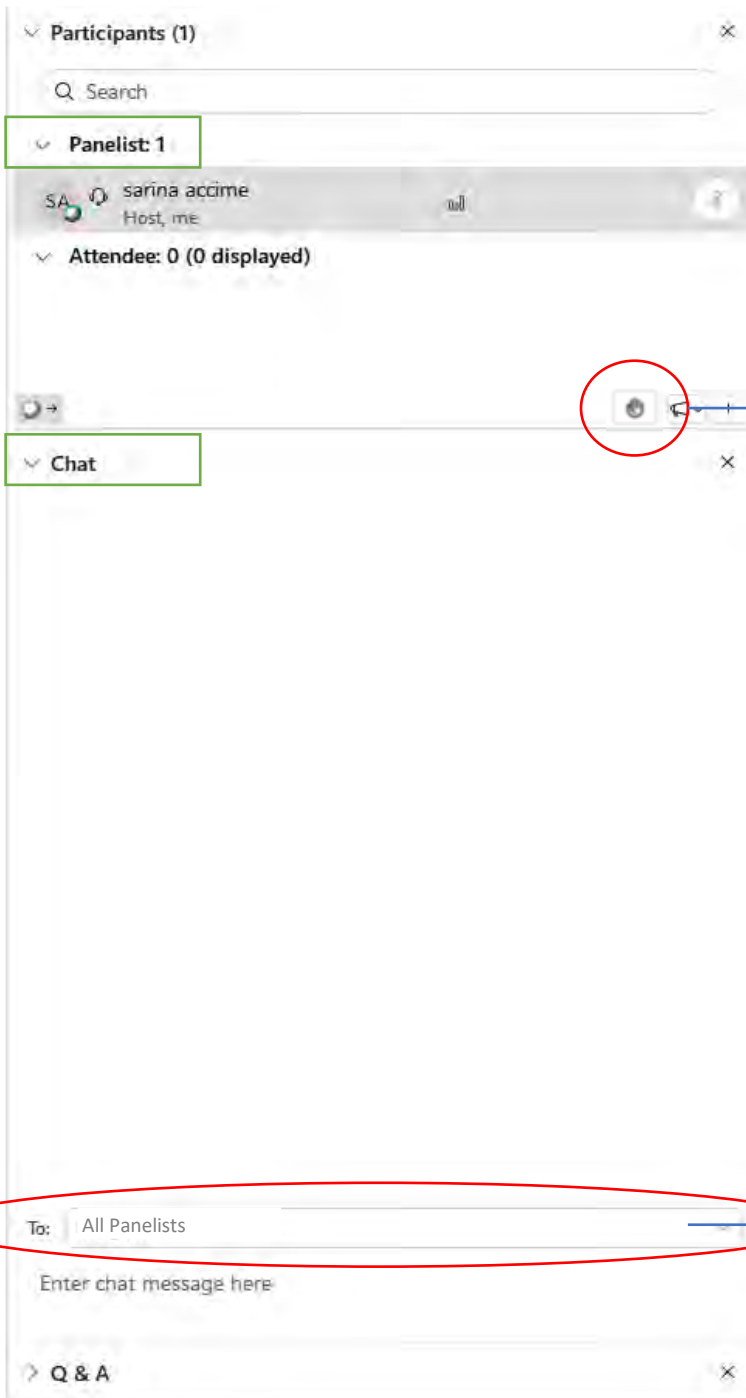 Participants (1)
Search
Panelist: 1
SA
sarina accime
Host, me
Attendee: 0 (0 displayed)
Chat
To: All Panelists
Enter chat message here
Q & A